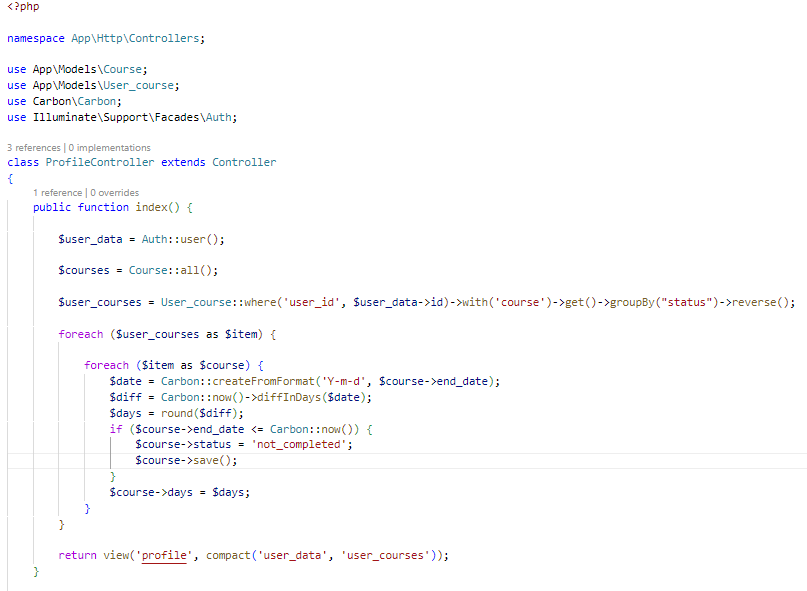 <?php
namespace App\Http\Controllers;
use App\Models\Course;
use App\Models\User_course;
use Carbon\Carbon;
use Illuminate\Support\Facades\Auth;
3 references | 0 implementations
class ProfileController extends Controller
{
1 reference | 0 overrides
public function index() {
$user_data = Auth::user();
$courses = Course::all();
$user_courses = User_course::where('user_id', $user_data->id)->with('course')->get()->groupBy("status")->reverse();
foreach ($user_courses as $item) {
foreach ($item as $course) {
$date = Carbon::createFromFormat('Y-m-d', $course->end_date);
$diff = Carbon::now()->diffInDays($date);
$days = round($diff);
if ($course->end_date <= Carbon::now()) {
$course->status = 'not_completed';
$course->save();
}
$course->days = $days;
}
}
return view('profile', compact('user_data', 'user_courses'));
}